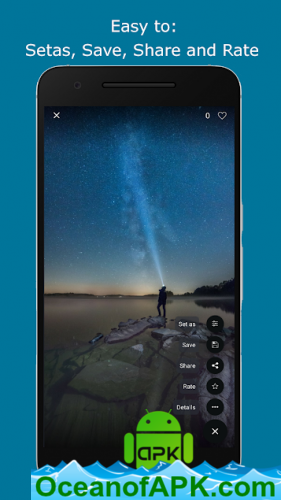 Easy to:
Setas, Save, Share and Rate
0
Set as
Save
Share
Rate
Details
APK
OceanofAPK.com